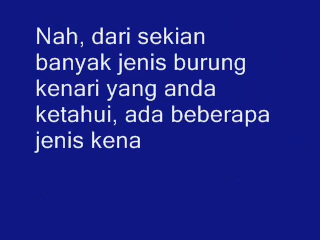 Nah, dari sekian
banyak jenis burung
kenari yang anda
ketahui, ada beberapa
jenis kena